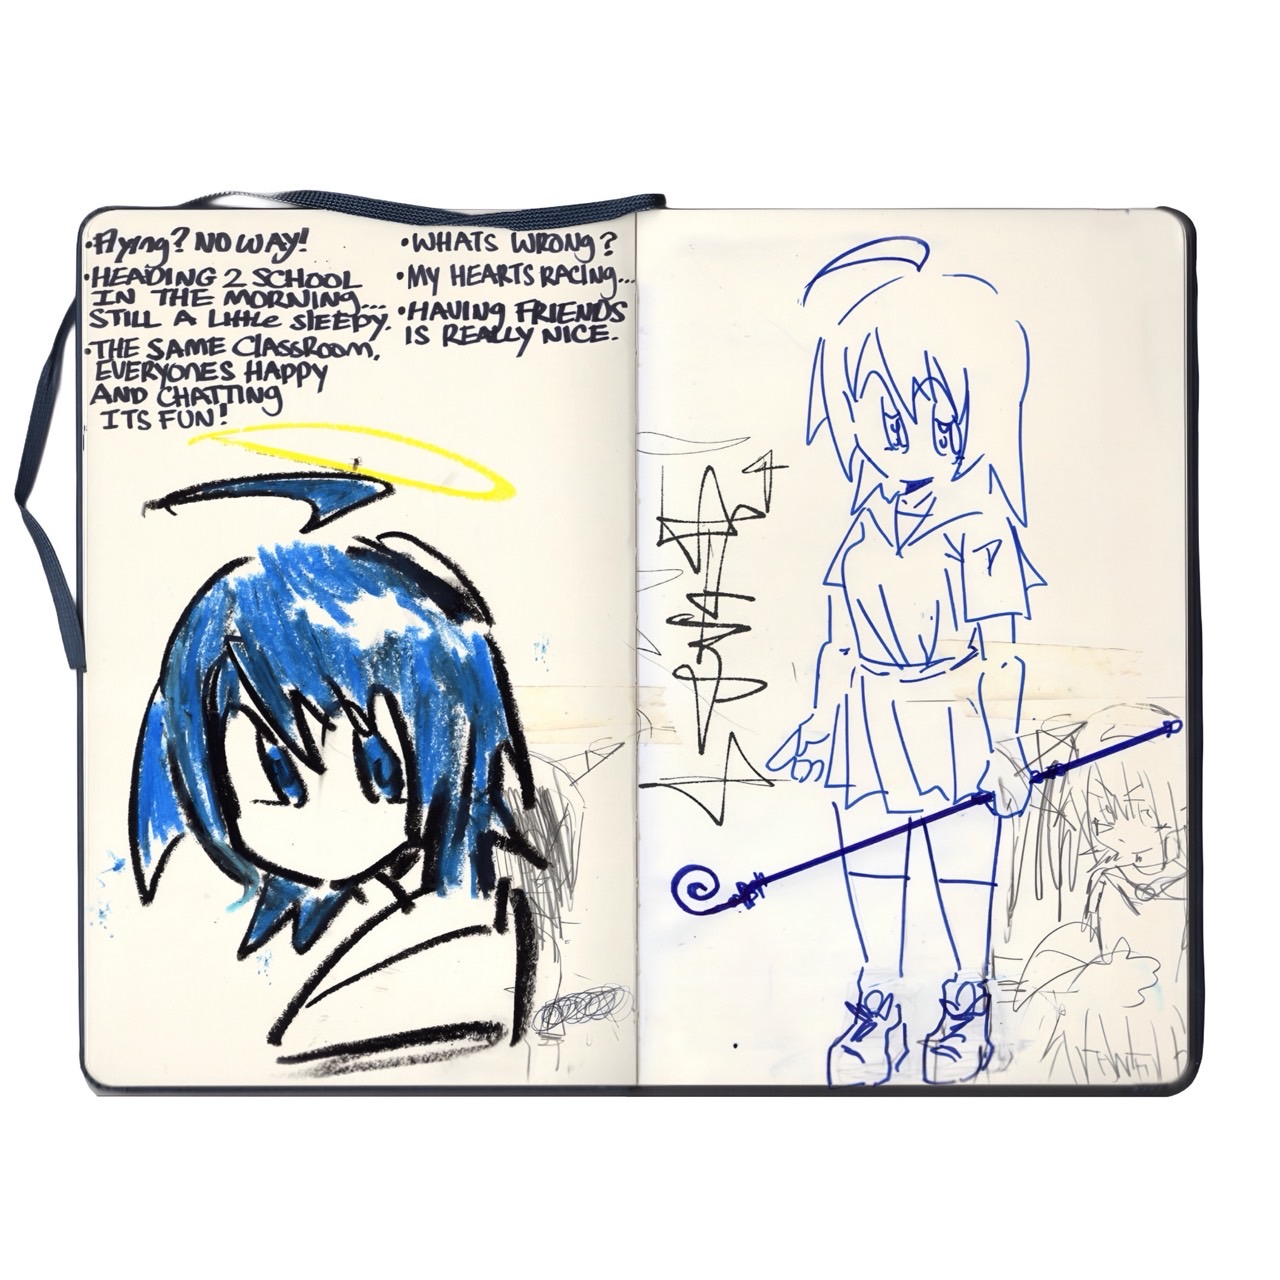 •Flying? NO WAY!
•HEADING 2 SCHOOL
IN THE MORNING...
STILL A Little sleepy.
•THE SAME Classroom,
EVERYONES HAPPY
AND CHATTING
ITS FUN!
•WHATS WRONG?
•MY HEARTS RACING...
•HAVING FRIENDS
IS REALLY NICE.